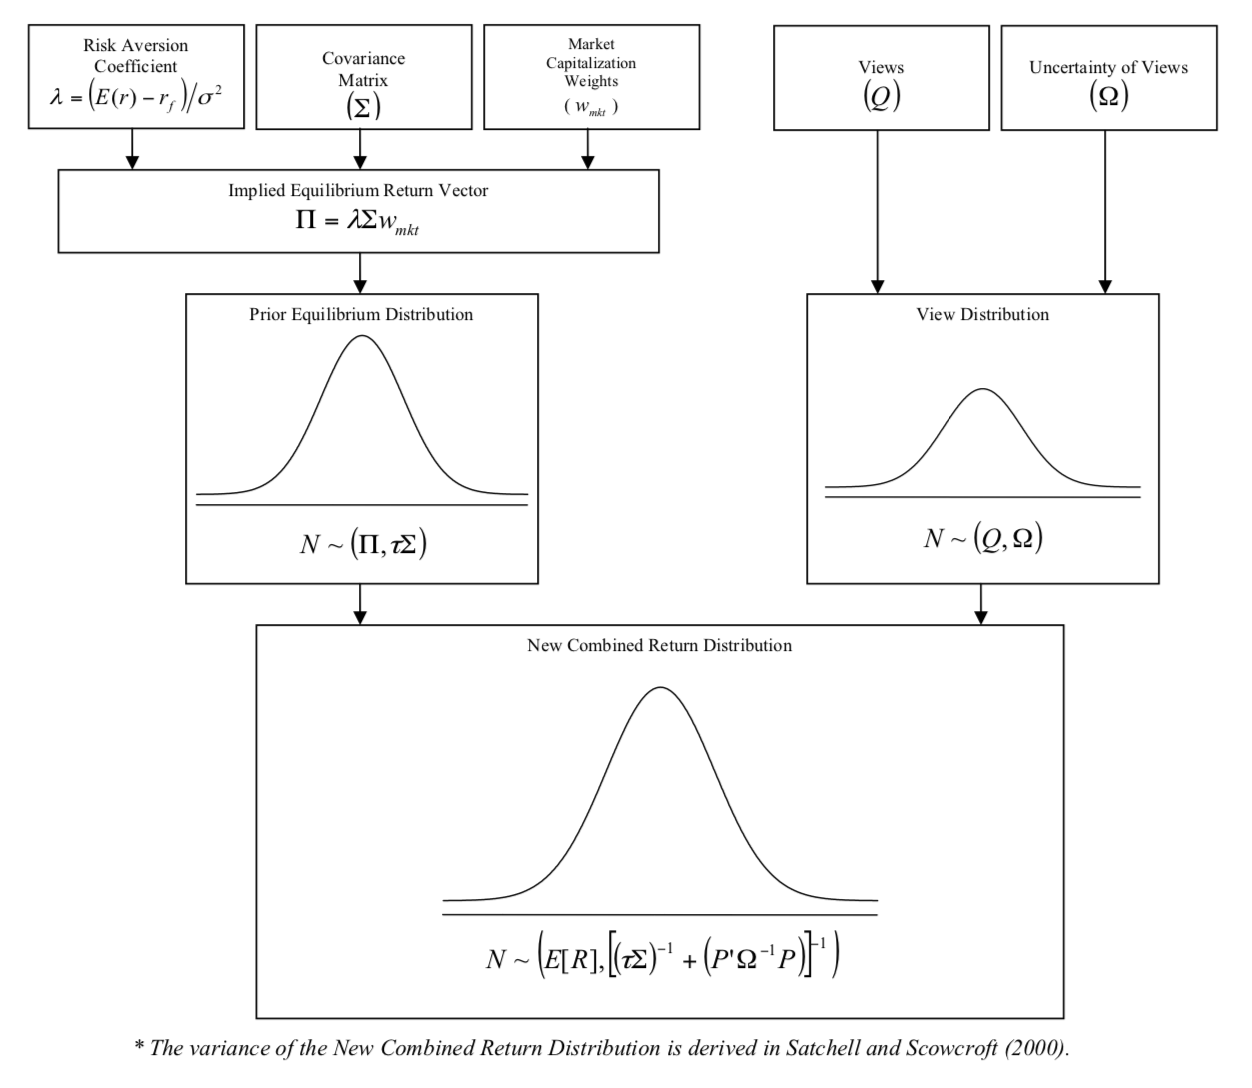 Risk Aversion
Coefficient
λ = (E(r) − r_f)/σ²
Covariance
Matrix
(Σ)
Market
Capitalization
Weights
( w_mkt )
Views
(Q)
Uncertainty of Views
(Ω)
Implied Equilibrium Return Vector
Π = λΣw_mkt
Prior Equilibrium Distribution
N ~ (Π, τΣ)
View Distribution
N ~ (Q, Ω)
New Combined Return Distribution
N ~ (E[R], [(τΣ)⁻¹ + (P'Ω⁻¹P)]⁻¹)
* The variance of the New Combined Return Distribution is derived in Satchell and Scowcroft (2000).